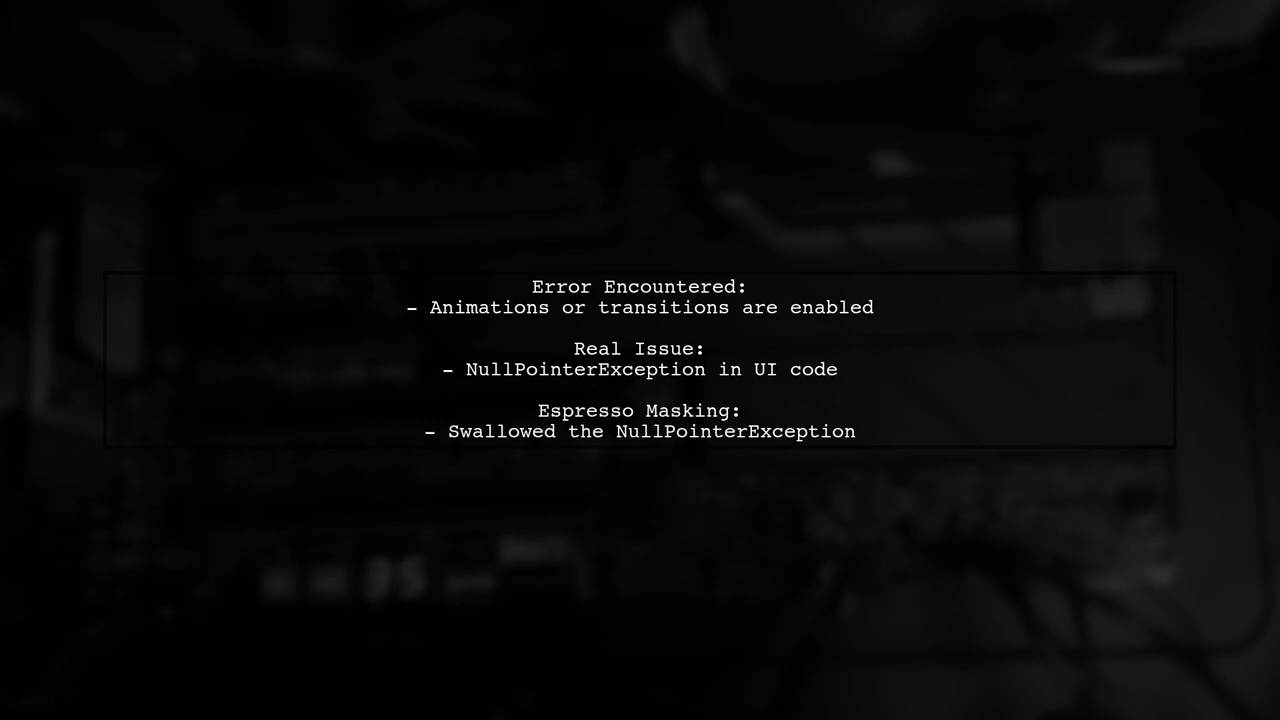 Error Encountered:
- Animations or transitions are enabled
Real Issue:
- NullPointerException in UI code
Espresso Masking:
- Swallowed the NullPointerException